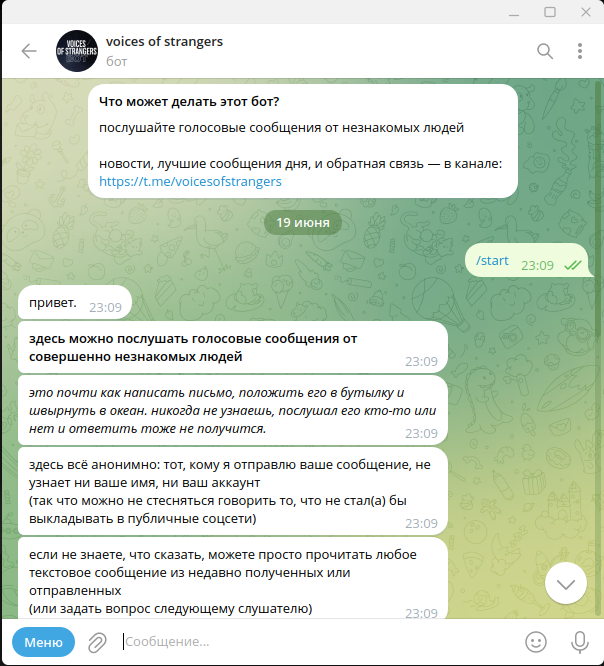 VOICES
OF STRANGERS
BOT
voices of strangers
бот
Что может делать этот бот?
послушайте голосовые сообщения от незнакомых людей
новости, лучшие сообщения дня, и обратная связь — в канале:
https://t.me/voicesofstrangers
19 июня
/start 23:09
привет. 23:09
здесь можно послушать голосовые сообщения от
совершенно незнакомых людей 23:09
это почти как написать письмо, положить его в бутылку и
швырнуть в океан. никогда не узнаешь, послушал его кто-то или
нет и ответить тоже не получится. 23:09
здесь всё анонимно: тот, кому я отправлю ваше сообщение, не
узнает ни ваше имя, ни ваш аккаунт
(так что можно не стесняться говорить то, что не стал(а) бы
выкладывать в публичные соцсети) 23:09
если не знаете, что сказать, можете просто прочитать любое
текстовое сообщение из недавно полученных или
отправленных
(или задать вопрос следующему слушателю) 23:09
Меню Сообщение...